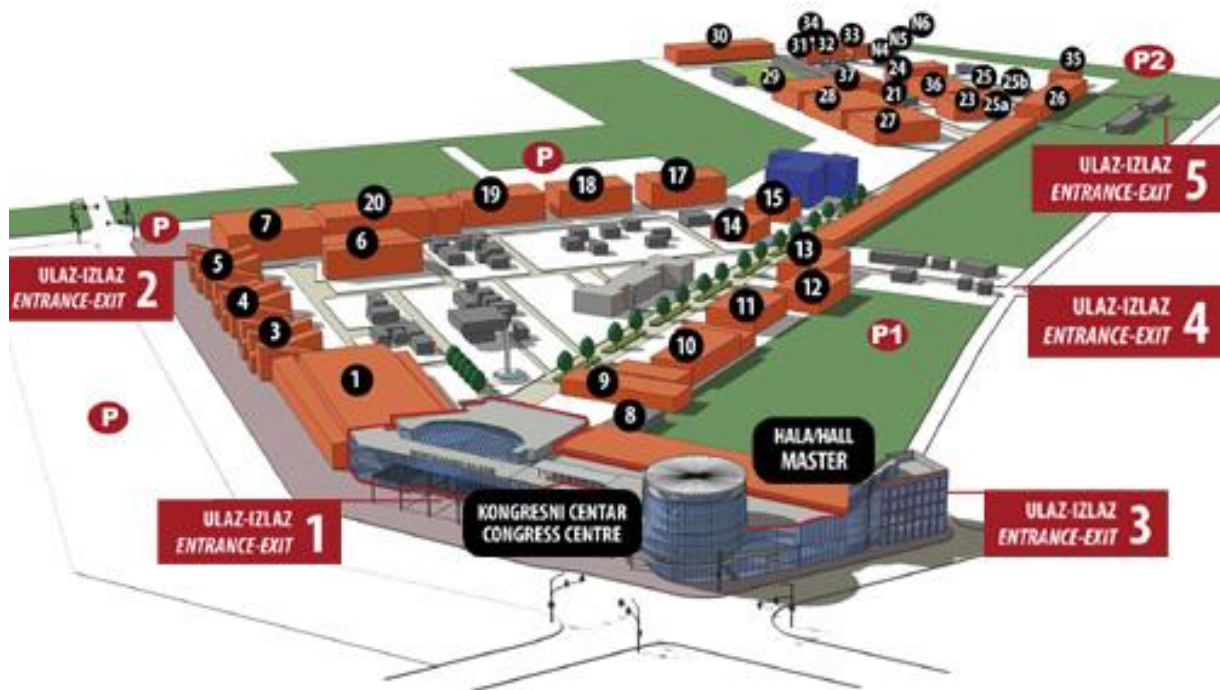 34
N6
30
31
32
33
N4
N5
35
P2
29
37
24
25
25b
28
21
36
23
25a
26
27
ULAZ-IZLAZ
ENTRANCE-EXIT 5
P
17
18
19
20
7
15
14
P
6
ULAZ-IZLAZ
ENTRANCE-EXIT 2
5
13
4
12
11
ULAZ-IZLAZ
ENTRANCE-EXIT 4
3
10
P1
1
9
8
P
HALA/HALL
MASTER
ULAZ-IZLAZ
ENTRANCE-EXIT 1
KONGRESNI CENTAR
CONGRESS CENTRE
ULAZ-IZLAZ
ENTRANCE-EXIT 3